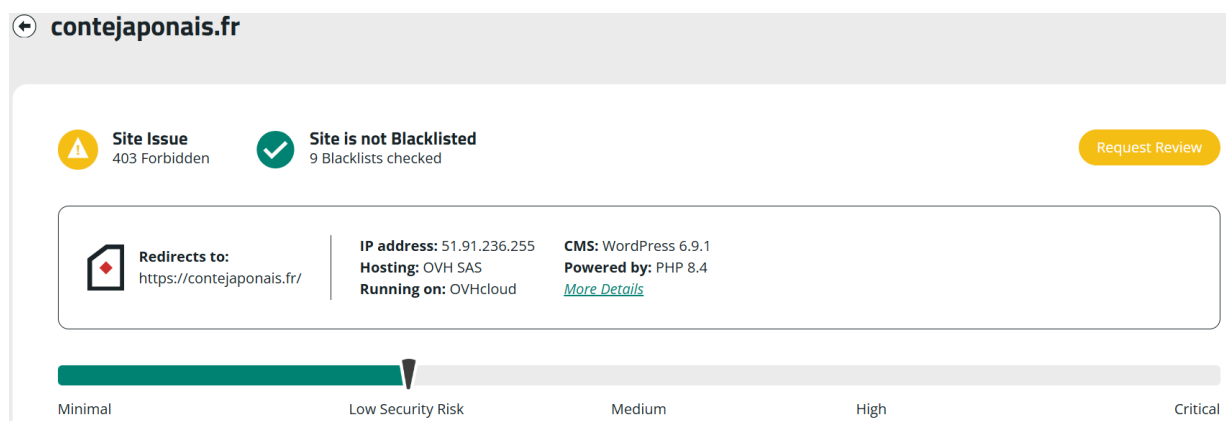 contejaponais.fr
Site Issue
403 Forbidden
Site is not Blacklisted
9 Blacklists checked
Request Review
Redirects to:
https://contejaponais.fr/
IP address: 51.91.236.255
Hosting: OVH SAS
Running on: OVHcloud
CMS: WordPress 6.9.1
Powered by: PHP 8.4
More Details
Minimal
Low Security Risk
Medium
High
Critical